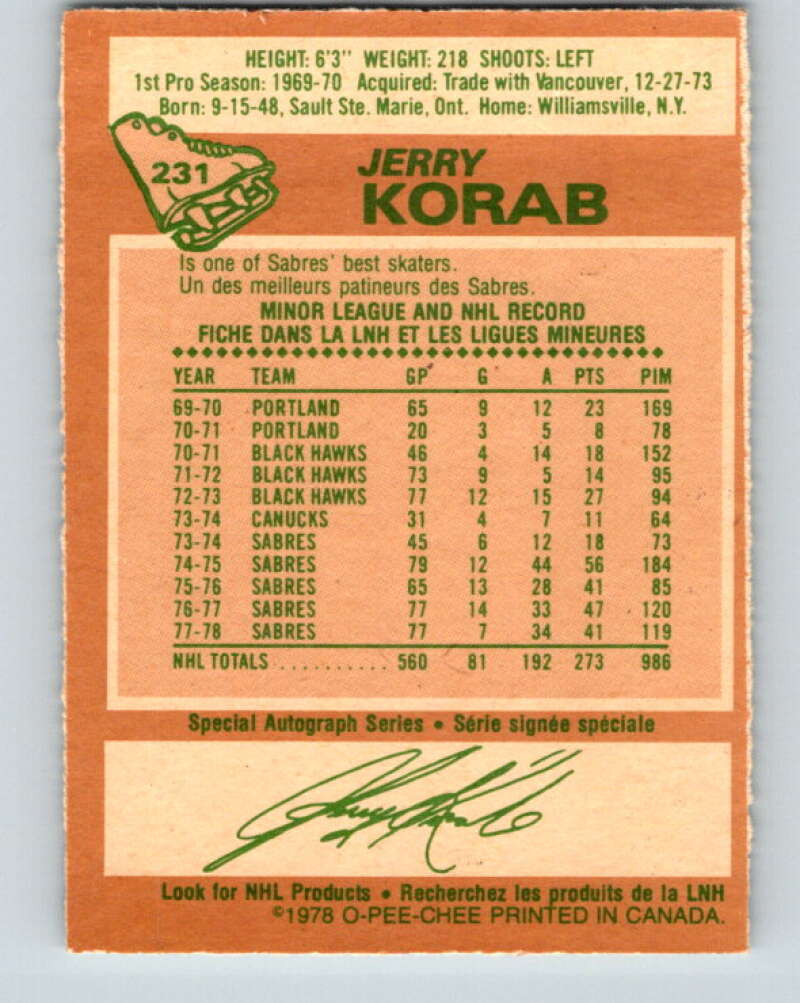 HEIGHT: 6'3" WEIGHT: 218 SHOOTS: LEFT
1st Pro Season: 1969-70 Acquired: Trade with Vancouver, 12-27-73
Born: 9-15-48, Sault Ste. Marie, Ont. Home: Williamsville, N.Y.
231
JERRY
KORAB
Is one of Sabres' best skaters.
Un des meilleurs patineurs des Sabres.
MINOR LEAGUE AND NHL RECORD
FICHE DANS LA LNH ET LES LIGUES MINEURES
YEAR TEAM GP G A PTS PIM
69-70 PORTLAND 65 9 12 23 169
70-71 PORTLAND 20 3 5 8 78
70-71 BLACK HAWKS 46 4 14 18 152
71-72 BLACK HAWKS 73 9 5 14 95
72-73 BLACK HAWKS 77 12 15 27 94
73-74 CANUCKS 31 4 7 11 64
73-74 SABRES 45 6 12 18 73
74-75 SABRES 79 12 44 56 184
75-76 SABRES 65 13 28 41 85
76-77 SABRES 77 14 33 47 120
77-78 SABRES 77 7 34 41 119
NHL TOTALS .......... 560 81 192 273 986
Special Autograph Series • Série signée spéciale
Jerry Korab
Look for NHL Products • Recherchez les produits de la LNH
©1978 O-PEE-CHEE PRINTED IN CANADA.